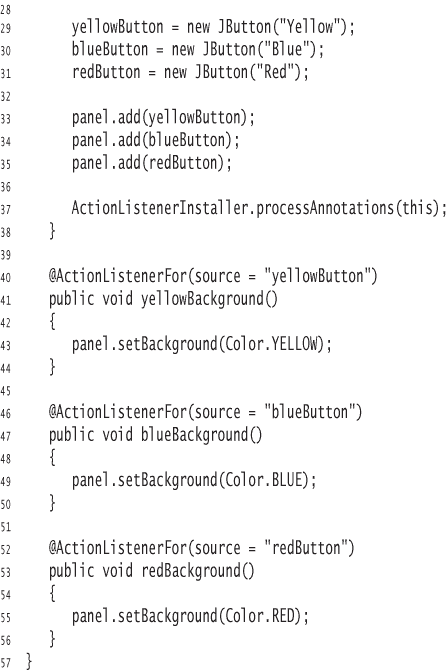 28
29 yellowButton = new JButton("Yellow");
30 blueButton = new JButton("Blue");
31 redButton = new JButton("Red");
32
33 panel.add(yellowButton);
34 panel.add(blueButton);
35 panel.add(redButton);
36
37 ActionListenerInstaller.processAnnotations(this);
38 }
39
40 @ActionListenerFor(source = "yellowButton")
41 public void yellowBackground()
42 {
43 panel.setBackground(Color.YELLOW);
44 }
45
46 @ActionListenerFor(source = "blueButton")
47 public void blueBackground()
48 {
49 panel.setBackground(Color.BLUE);
50 }
51
52 @ActionListenerFor(source = "redButton")
53 public void redBackground()
54 {
55 panel.setBackground(Color.RED);
56 }
57 }